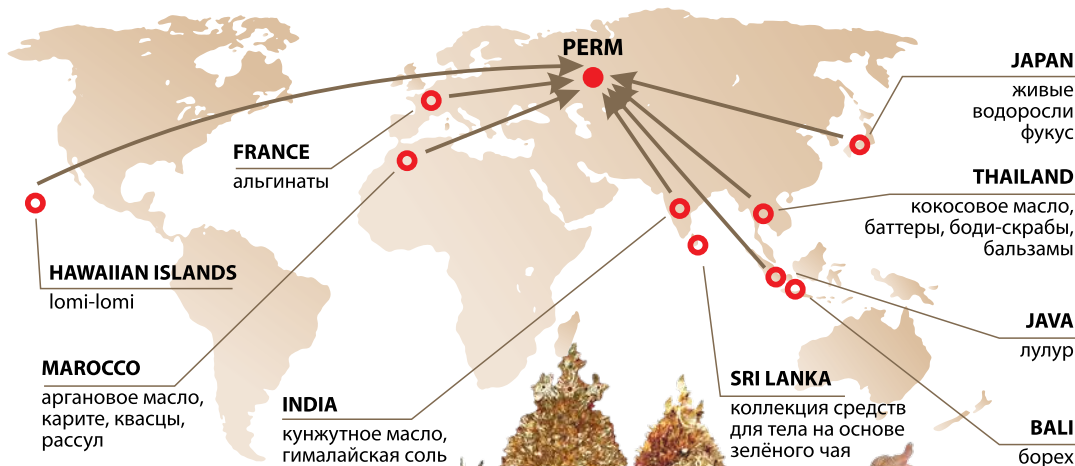 PERM
JAPAN
живые
водоросли
фукус
FRANCE
альгинаты
THAILAND
кокосовое масло,
баттеры, боди-скрабы,
бальзамы
HAWAIIAN ISLANDS
lomi-lomi
JAVA
лулур
MAROCCO
аргановое масло,
карите, квасцы,
рассул
INDIA
кунжутное масло,
гималайская соль
SRI LANKA
коллекция средств
для тела на основе
зелёного чая
BALI
борех